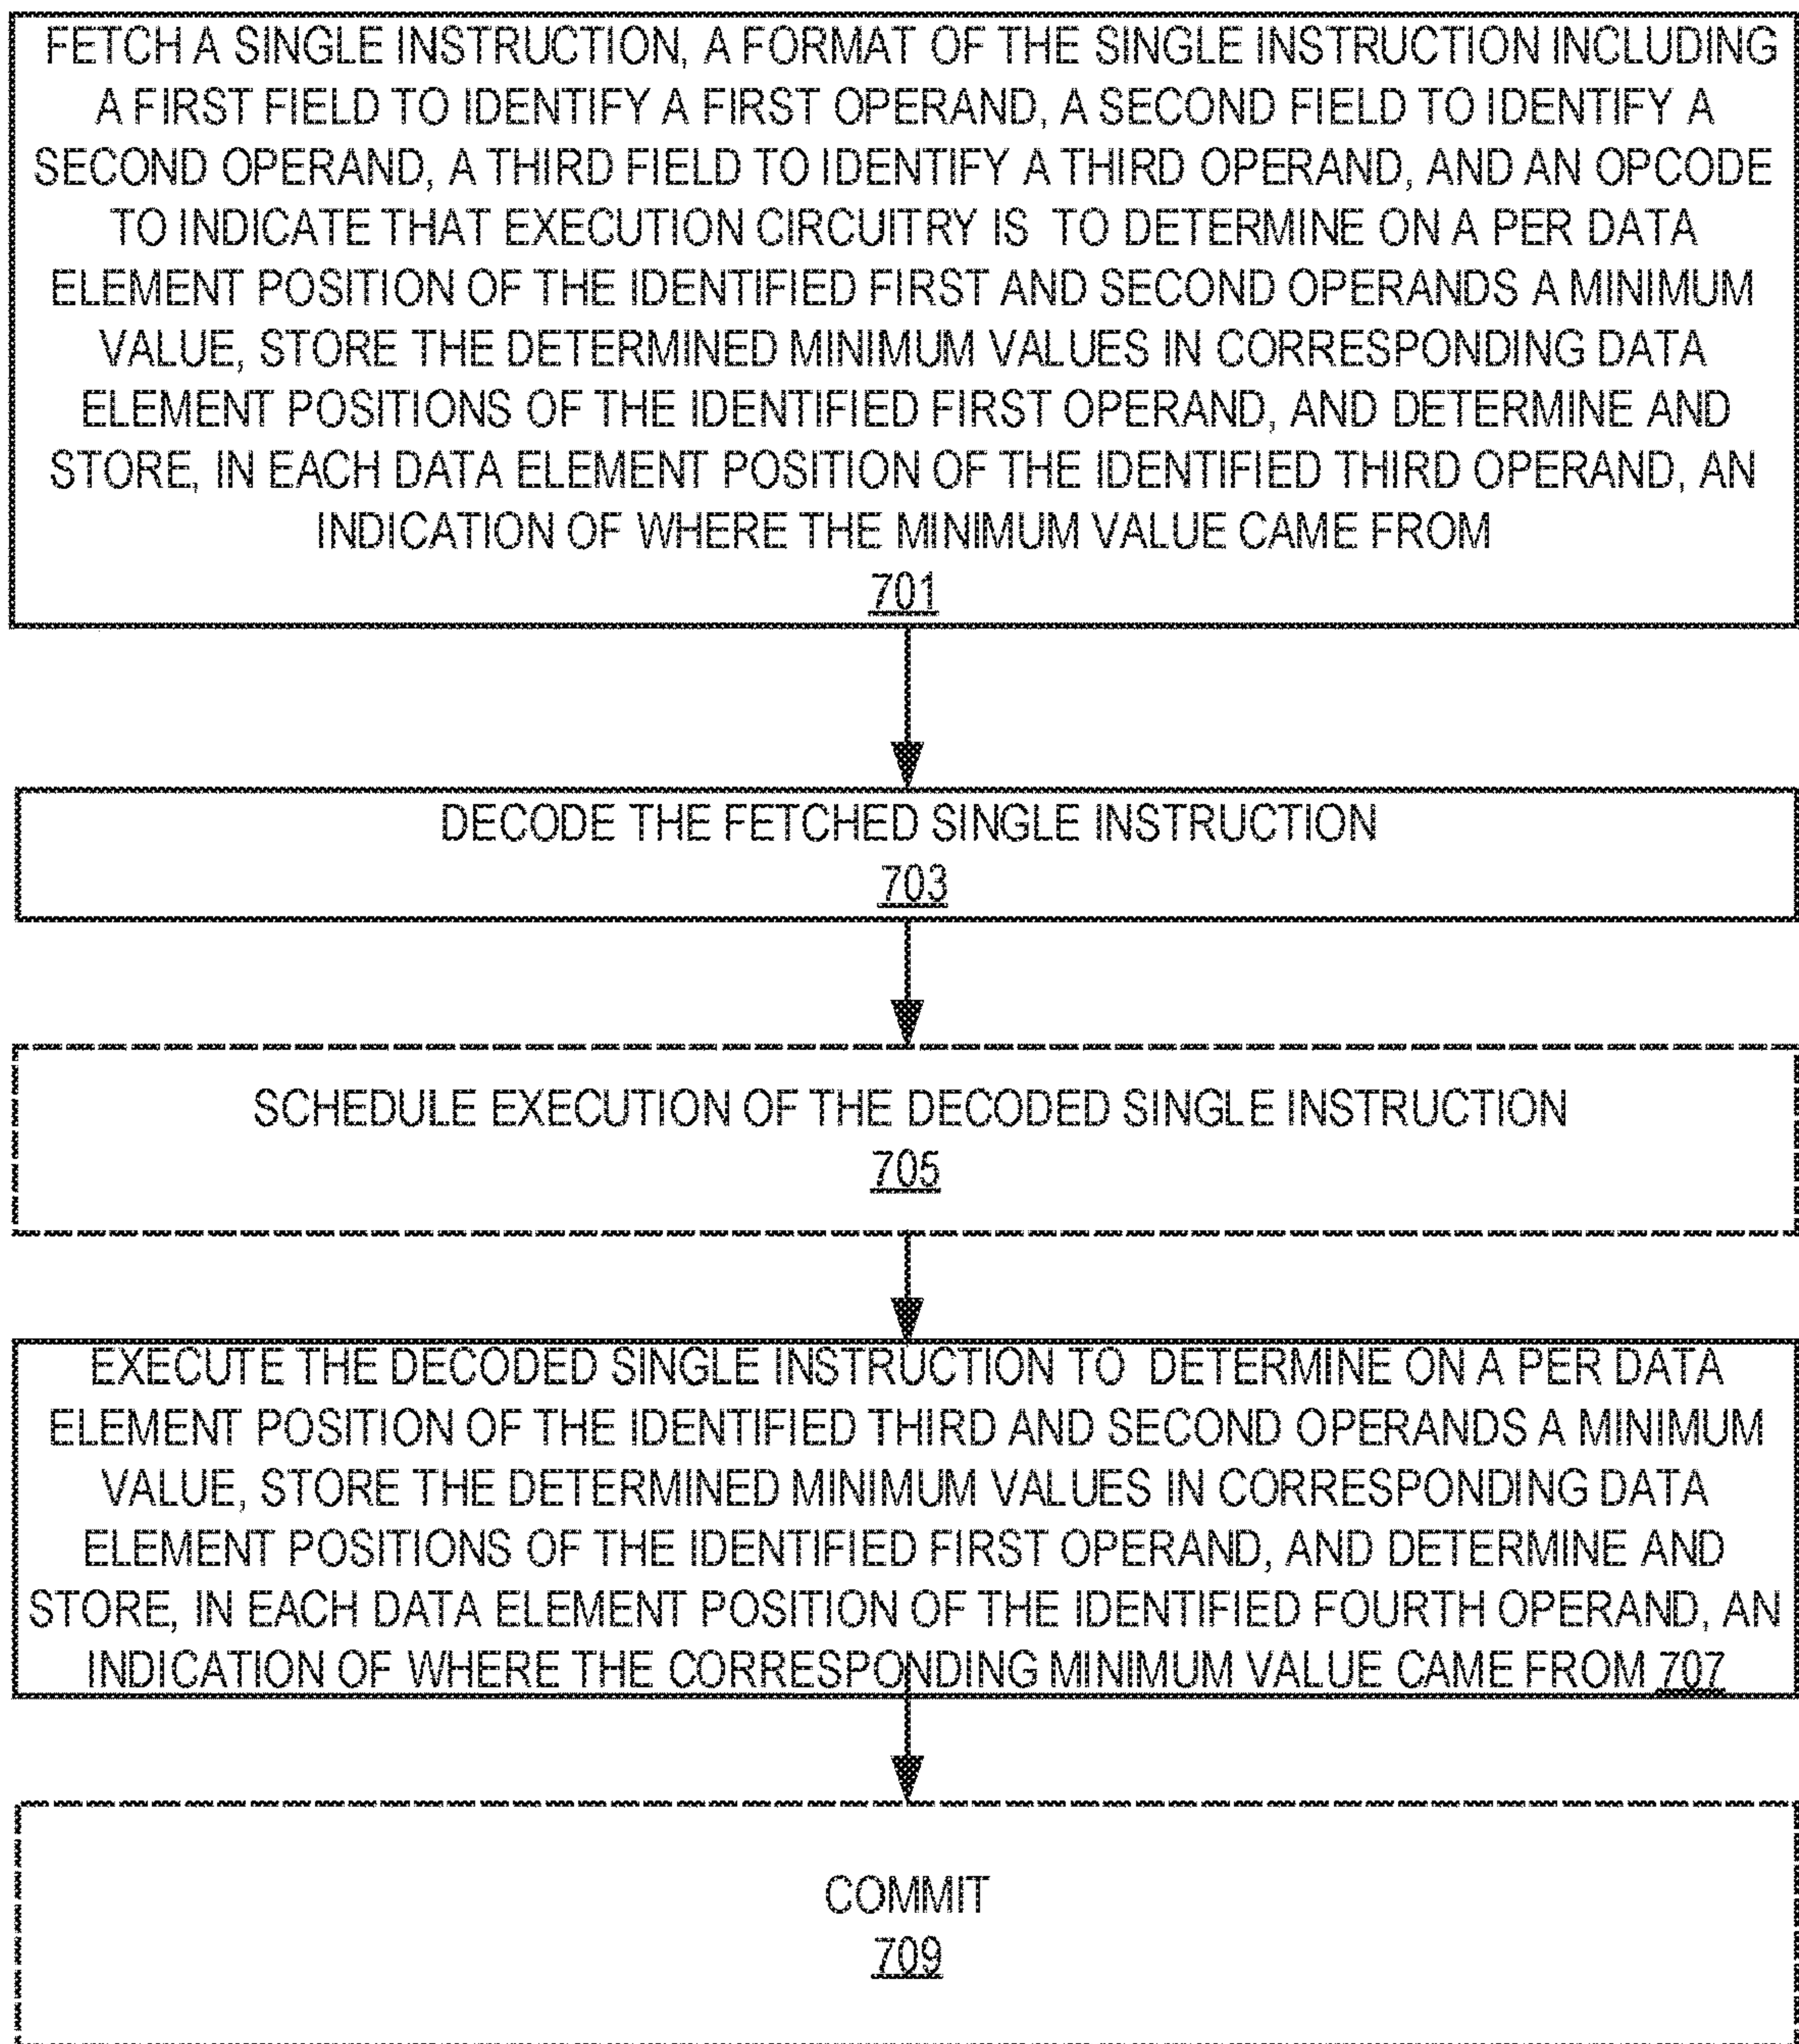 FETCH A SINGLE INSTRUCTION, A FORMAT OF THE SINGLE INSTRUCTION INCLUDING
A FIRST FIELD TO IDENTIFY A FIRST OPERAND, A SECOND FIELD TO IDENTIFY A
SECOND OPERAND, A THIRD FIELD TO IDENTIFY A THIRD OPERAND, AND AN OPCODE
TO INDICATE THAT EXECUTION CIRCUITRY IS TO DETERMINE ON A PER DATA
ELEMENT POSITION OF THE IDENTIFIED FIRST AND SECOND OPERANDS A MINIMUM
VALUE, STORE THE DETERMINED MINIMUM VALUES IN CORRESPONDING DATA
ELEMENT POSITIONS OF THE IDENTIFIED FIRST OPERAND, AND DETERMINE AND
STORE, IN EACH DATA ELEMENT POSITION OF THE IDENTIFIED THIRD OPERAND, AN
INDICATION OF WHERE THE MINIMUM VALUE CAME FROM
701
DECODE THE FETCHED SINGLE INSTRUCTION
703
SCHEDULE EXECUTION OF THE DECODED SINGLE INSTRUCTION
705
EXECUTE THE DECODED SINGLE INSTRUCTION TO DETERMINE ON A PER DATA
ELEMENT POSITION OF THE IDENTIFIED THIRD AND SECOND OPERANDS A MINIMUM
VALUE, STORE THE DETERMINED MINIMUM VALUES IN CORRESPONDING DATA
ELEMENT POSITIONS OF THE IDENTIFIED FIRST OPERAND, AND DETERMINE AND
STORE, IN EACH DATA ELEMENT POSITION OF THE IDENTIFIED FOURTH OPERAND, AN
INDICATION OF WHERE THE CORRESPONDING MINIMUM VALUE CAME FROM 707
COMMIT
709